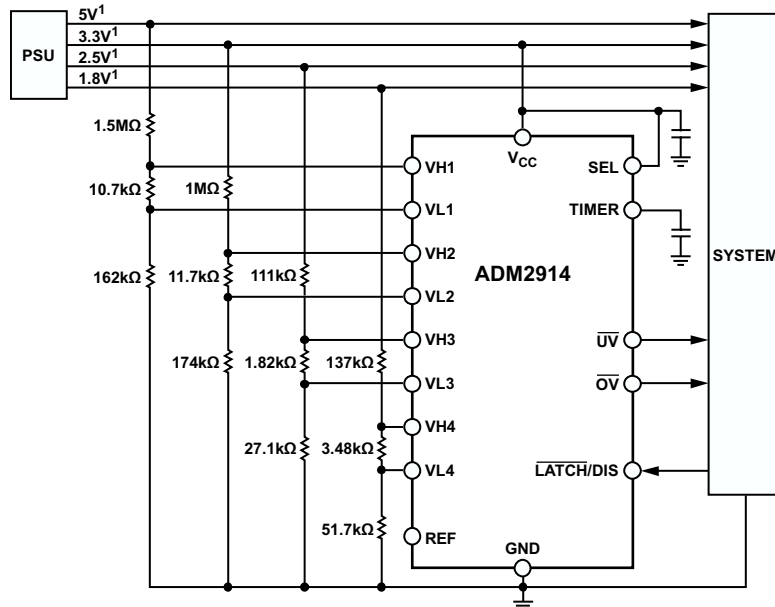 5V¹
3.3V¹
2.5V¹
1.8V¹
PSU
1.5MΩ
10.7kΩ
162kΩ
1MΩ
11.7kΩ
174kΩ
111kΩ
1.82kΩ
27.1kΩ
137kΩ
3.48kΩ
51.7kΩ
VH1
VL1
VH2
VL2
VH3
VL3
VH4
VL4
REF
VCC
ADM2914
GND
SEL
TIMER
UV
OV
LATCH/DIS
SYSTEM